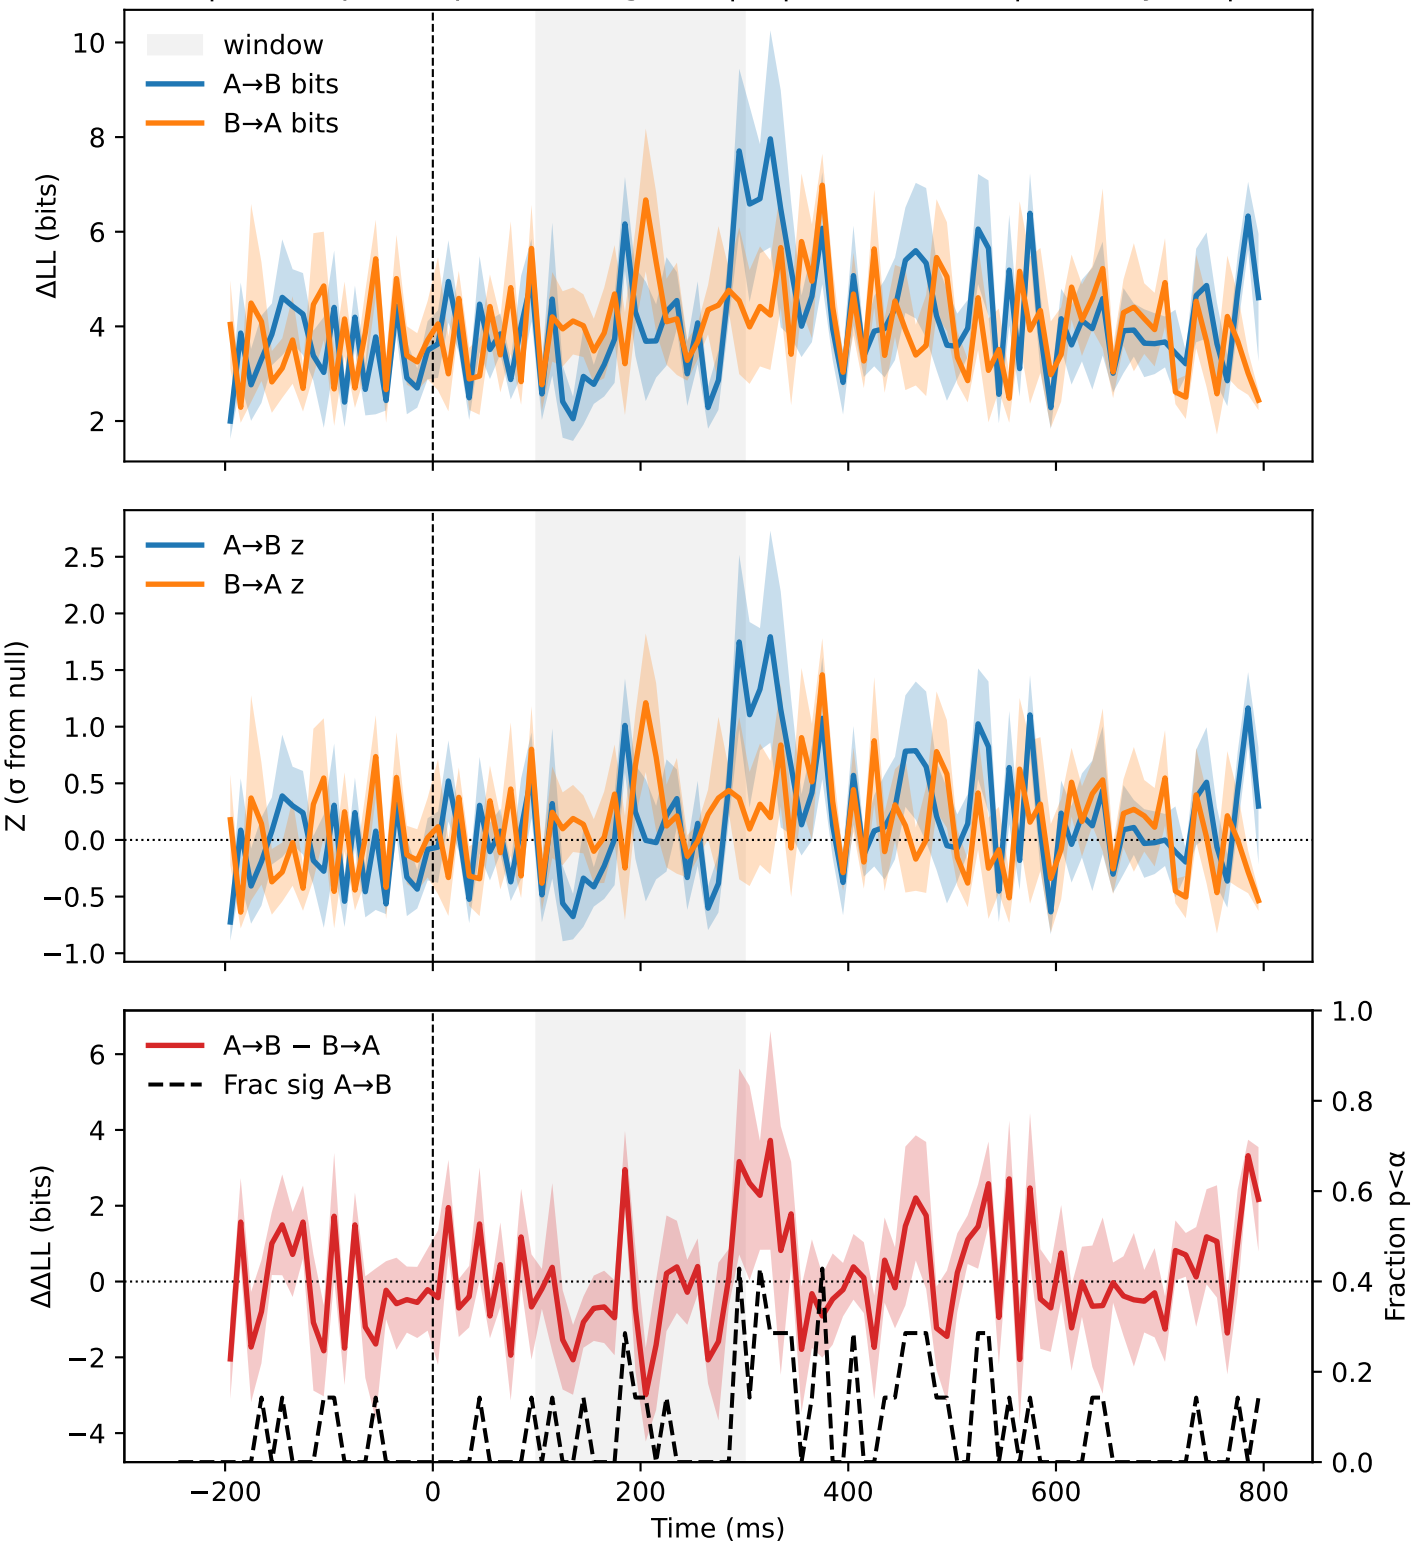 window
A→B bits
B→A bits
ΔLL (bits)
10
8
6
4
2
A→B z
B→A z
Z (σ from null)
2.5
2.0
1.5
1.0
0.5
0.0
−0.5
−1.0
A→B − B→A
Frac sig A→B
ΔΔLL (bits)
6
4
2
0
−2
−4
1.0
0.8
0.6
0.4
0.2
0.0
Fraction p<α
−200
0
200
400
600
800
Time (ms)